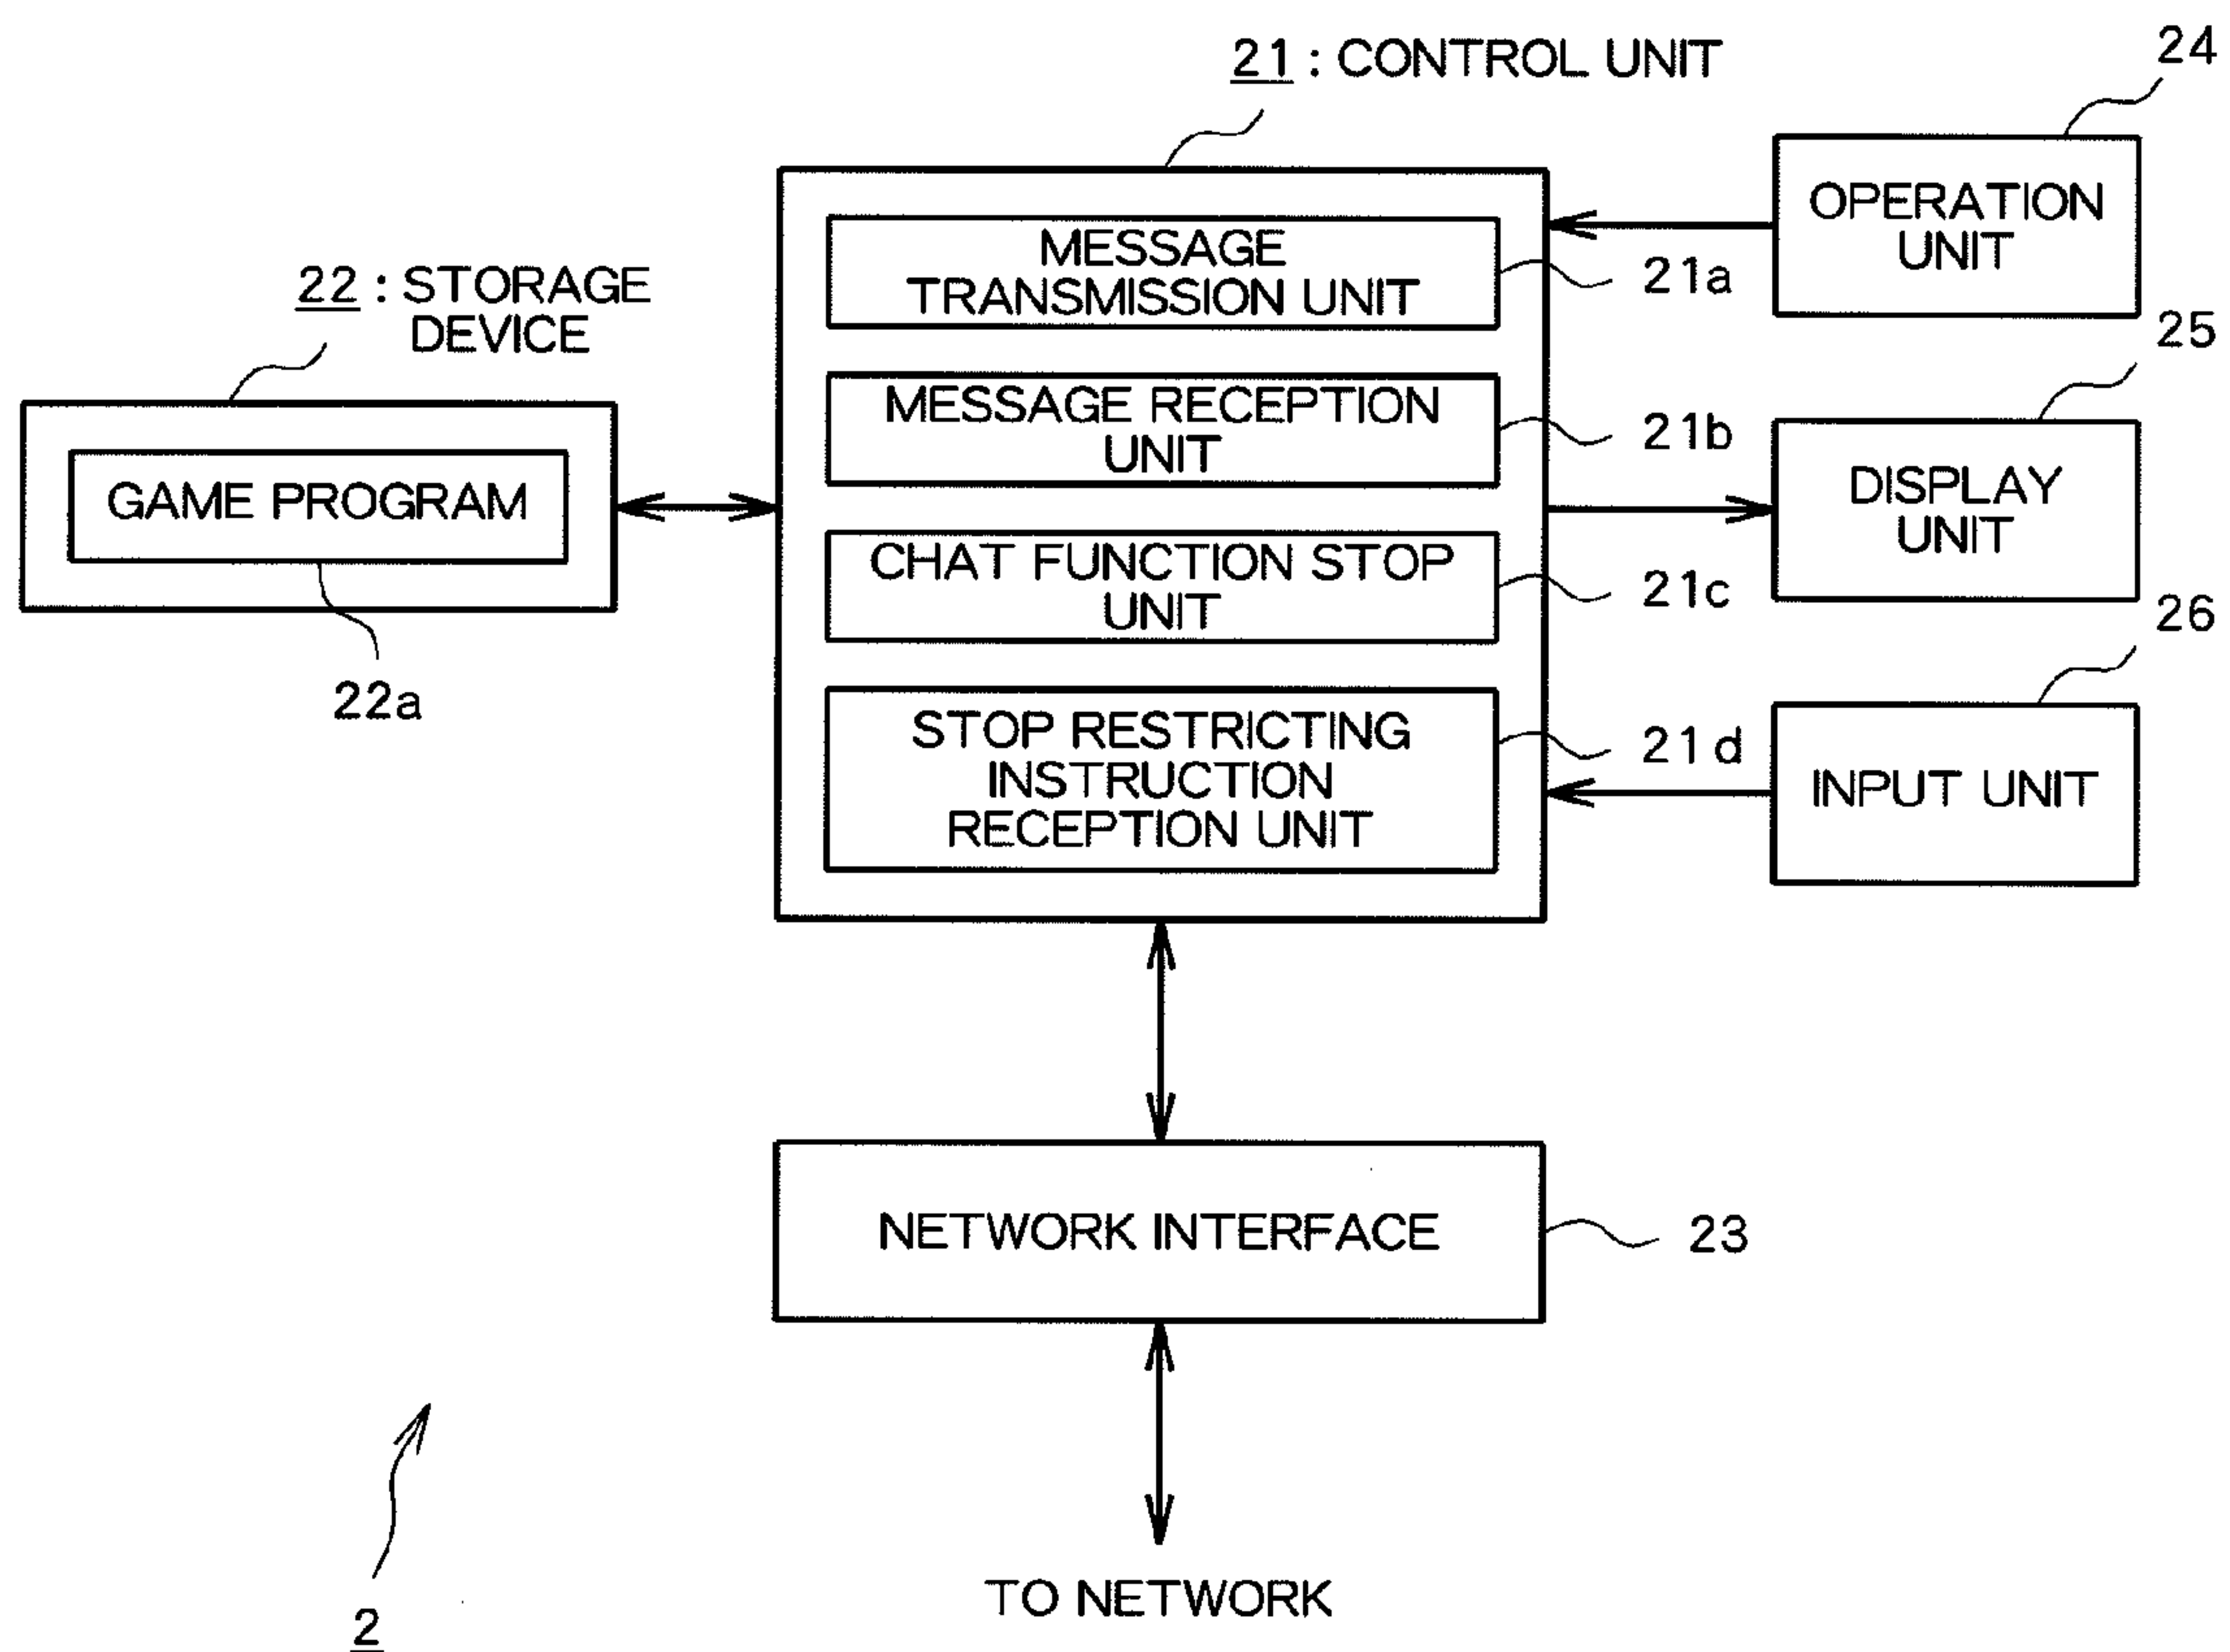 21 : CONTROL UNIT
24
OPERATION
UNIT
22 : STORAGE
DEVICE
MESSAGE
TRANSMISSION UNIT
21a
25
GAME PROGRAM
MESSAGE RECEPTION
UNIT
21b
DISPLAY
UNIT
22a
CHAT FUNCTION STOP
UNIT
21c
26
STOP RESTRICTING
INSTRUCTION
RECEPTION UNIT
21d
INPUT UNIT
NETWORK INTERFACE
23
TO NETWORK
2